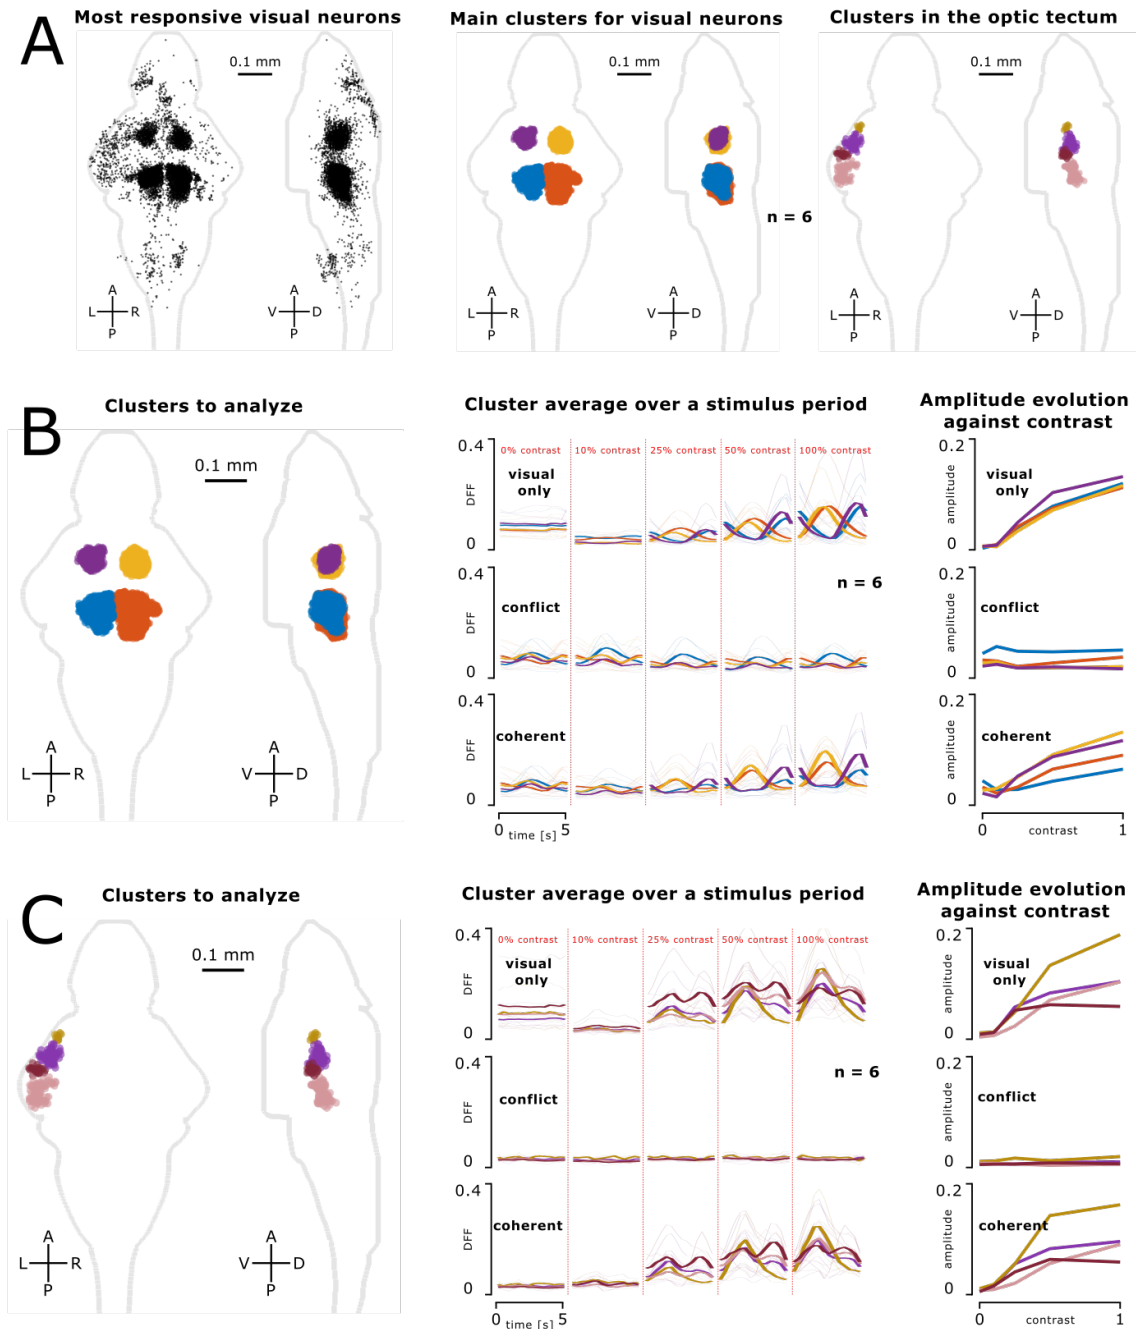 A
Most responsive visual neurons
0.1 mm
A
L R
P
A
V D
P
Main clusters for visual neurons
0.1 mm
n = 6
A
L R
P
A
V D
P
Clusters in the optic tectum
0.1 mm
A
L R
P
A
V D
P
B
Clusters to analyze
0.1 mm
A
L R
P
A
V D
P
Cluster average over a stimulus period
0.4
DFF
0
0% contrast
10% contrast
25% contrast
50% contrast
100% contrast
visual
only
n = 6
0.4
DFF
0
conflict
0.4
DFF
0
coherent
0
time [s]
5
Amplitude evolution
against contrast
0.2
amplitude
0
visual
only
0.2
amplitude
0
conflict
0.2
amplitude
0
coherent
0
contrast
1
C
Clusters to analyze
0.1 mm
A
L R
P
A
V D
P
Cluster average over a stimulus period
0.4
DFF
0
0% contrast
10% contrast
25% contrast
50% contrast
100% contrast
visual
only
n = 6
0.4
DFF
0
conflict
0.4
DFF
0
coherent
0
time [s]
5
Amplitude evolution
against contrast
0.2
amplitude
0
visual
only
0.2
amplitude
0
conflict
0.2
amplitude
0
coherent
0
contrast
1